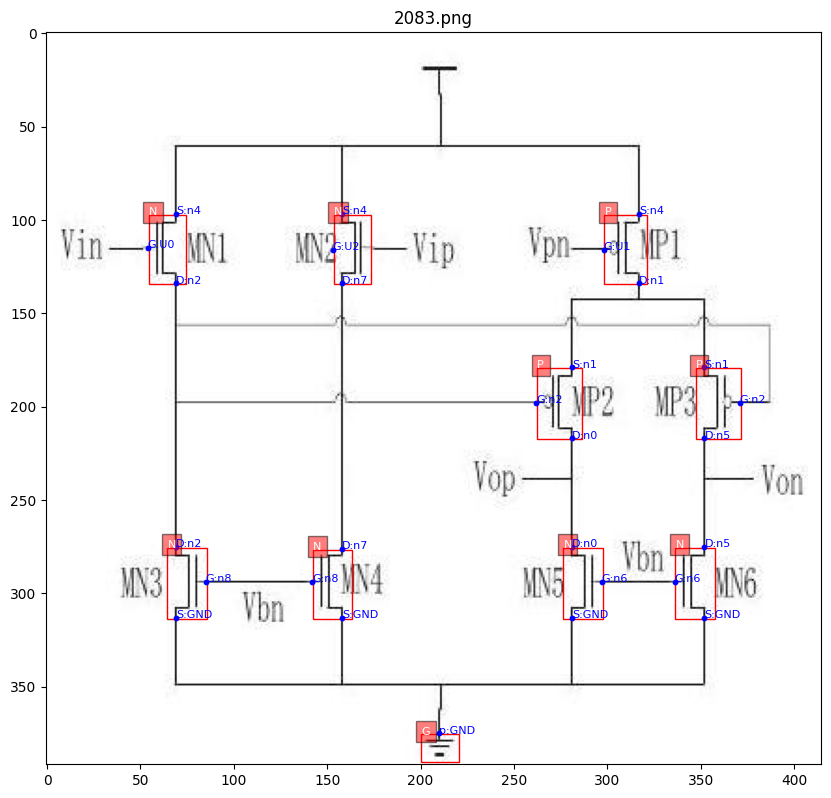 2083.png
0
50
100
150
200
250
300
350
0
50
100
150
200
250
300
350
400
N
S:n4
N
S:n4
P
S:n4
Vin
G:U0
MN1
MN2
G:U2
Vip
Vpn
G:U1
MP1
D:n2
D:n7
D:n1
P
S:n1
P
S:n1
G:n2
MP2
MP3
G:n2
D:n0
D:n5
Vop
Von
N
D:n2
N
D:n7
N
D:n0
N
D:n5
MN3
G:n8
Vbn
G:n8
MN4
MN5
G:n6
Vbn
G:n6
MN6
S:GND
S:GND
S:GND
S:GND
G
p:GND